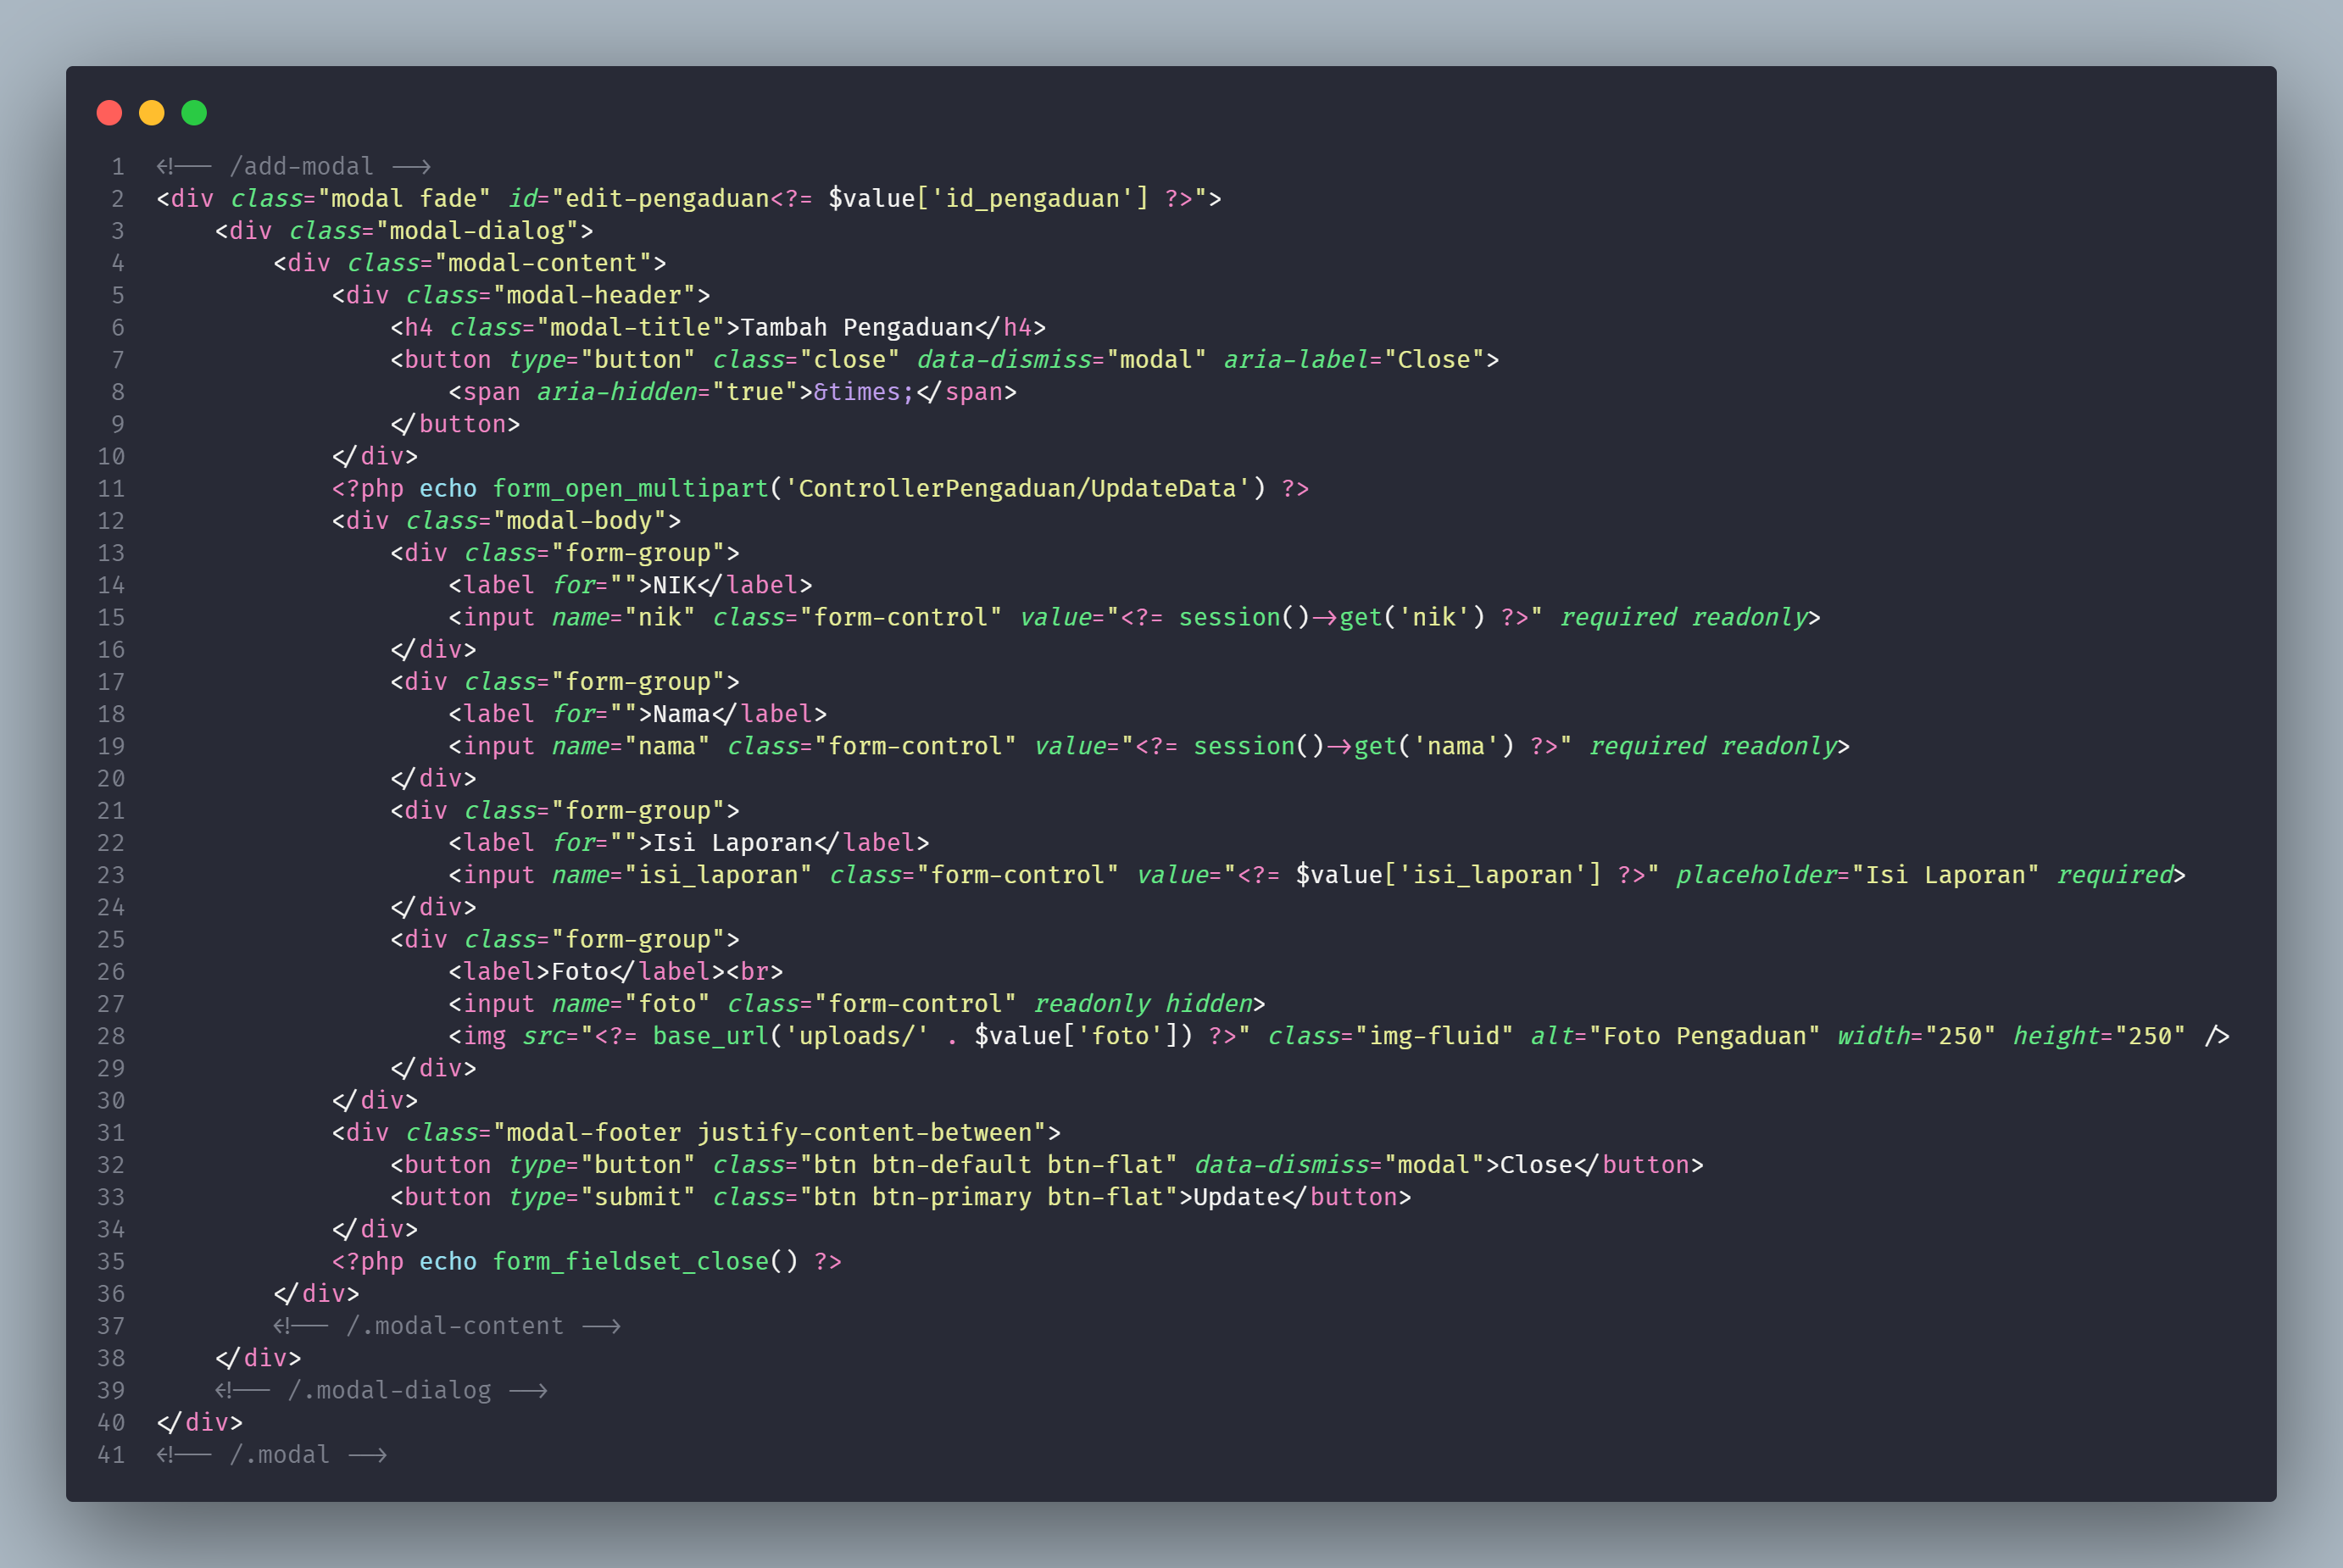 1 <!-- /add-modal -->
2 <div class="modal fade" id="edit-pengaduan<?= $value['id_pengaduan'] ?>">
3     <div class="modal-dialog">
4         <div class="modal-content">
5             <div class="modal-header">
6                 <h4 class="modal-title">Tambah Pengaduan</h4>
7                 <button type="button" class="close" data-dismiss="modal" aria-label="Close">
8                     <span aria-hidden="true">&times;</span>
9                 </button>
10             </div>
11             <?php echo form_open_multipart('ControllerPengaduan/UpdateData') ?>
12             <div class="modal-body">
13                 <div class="form-group">
14                     <label for="">NIK</label>
15                     <input name="nik" class="form-control" value="<?= session()->get('nik') ?>" required readonly>
16                 </div>
17                 <div class="form-group">
18                     <label for="">Nama</label>
19                     <input name="nama" class="form-control" value="<?= session()->get('nama') ?>" required readonly>
20                 </div>
21                 <div class="form-group">
22                     <label for="">Isi Laporan</label>
23                     <input name="isi_laporan" class="form-control" value="<?= $value['isi_laporan'] ?>" placeholder="Isi Laporan" required>
24                 </div>
25                 <div class="form-group">
26                     <label>Foto</label><br>
27                     <input name="foto" class="form-control" readonly hidden>
28                     <img src="<?= base_url('uploads/' . $value['foto']) ?>" class="img-fluid" alt="Foto Pengaduan" width="250" height="250" />
29                 </div>
30             </div>
31             <div class="modal-footer justify-content-between">
32                 <button type="button" class="btn btn-default btn-flat" data-dismiss="modal">Close</button>
33                 <button type="submit" class="btn btn-primary btn-flat">Update</button>
34             </div>
35             <?php echo form_fieldset_close() ?>
36         </div>
37         <!-- /.modal-content -->
38     </div>
39     <!-- /.modal-dialog -->
40 </div>
41 <!-- /.modal -->